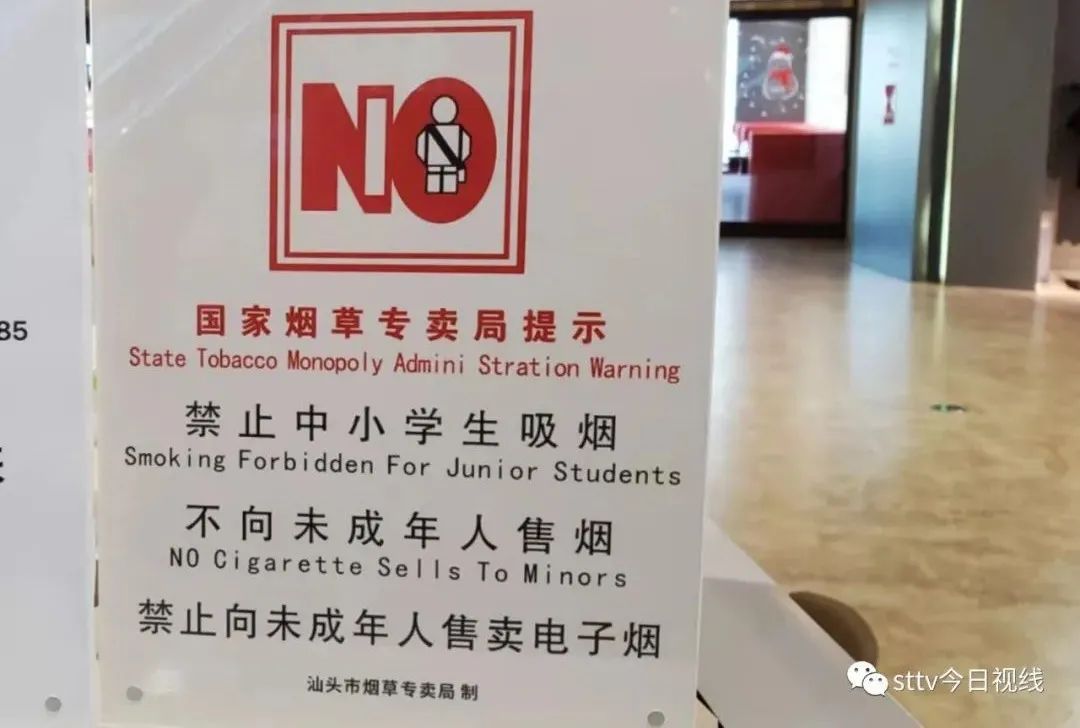 NO
国家烟草专卖局提示
State Tobacco Monopoly Admini Stration Warning
禁止中小学生吸烟
Smoking Forbidden For Junior Students
不向未成年人售烟
NO Cigarette Sells To Minors
禁止向未成年人售卖电子烟
汕头市烟草专卖局 制
85
sttv今日视线